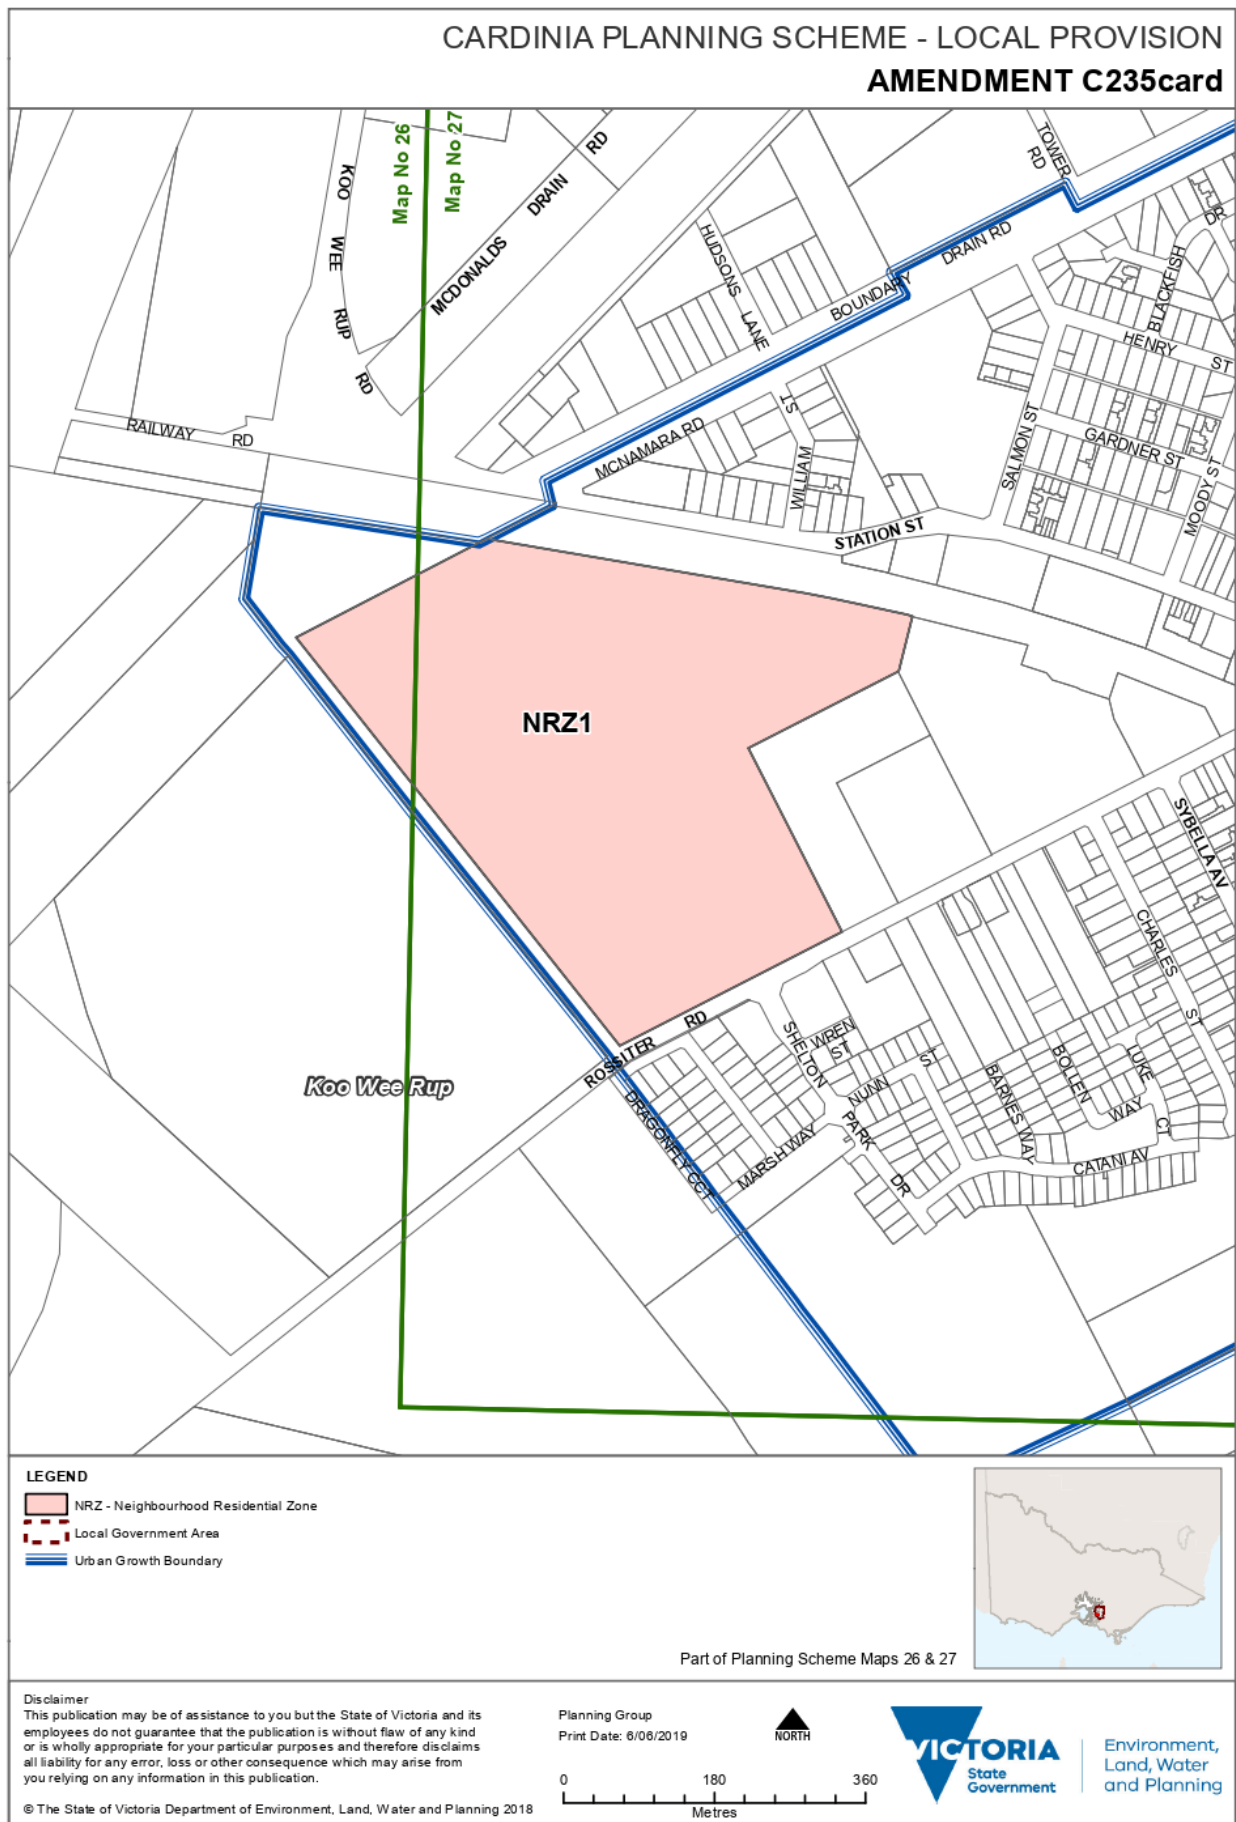 CARDINIA PLANNING SCHEME - LOCAL PROVISION
AMENDMENT C235card
Map No 26
Map No 27
KOO WEE RUP RD
MCDONALDS DRAIN RD
TOWER RD
HUDSONS LANE
BOUNDARY DRAIN RD
BLACKFISH DR
HENRY ST
RAILWAY RD
MCNAMARA RD
WILLIAM ST
SALMON ST
GARDNER ST
MOODY ST
STATION ST
NRZ1
SYBELLA AV
CHARLES ST
ROSSITER RD
SHELTON PARK DR
WREN ST
NUNN ST
BARNES WAY
BOLLEN WAY
LUKE CT
Koo Wee Rup
DRAGONFLY CCT
MARSH WAY
CATANI AV
LEGEND
NRZ - Neighbourhood Residential Zone
Local Government Area
Urban Growth Boundary
Part of Planning Scheme Maps 26 & 27
Disclaimer
This publication may be of assistance to you but the State of Victoria and its
employees do not guarantee that the publication is without flaw of any kind
or is wholly appropriate for your particular purposes and therefore disclaims
all liability for any error, loss or other consequence which may arise from
you relying on any information in this publication.
© The State of Victoria Department of Environment, Land, Water and Planning 2018
Planning Group
Print Date: 6/06/2019
NORTH
0 180 360
Metres
VICTORIA
State
Government
Environment,
Land, Water
and Planning